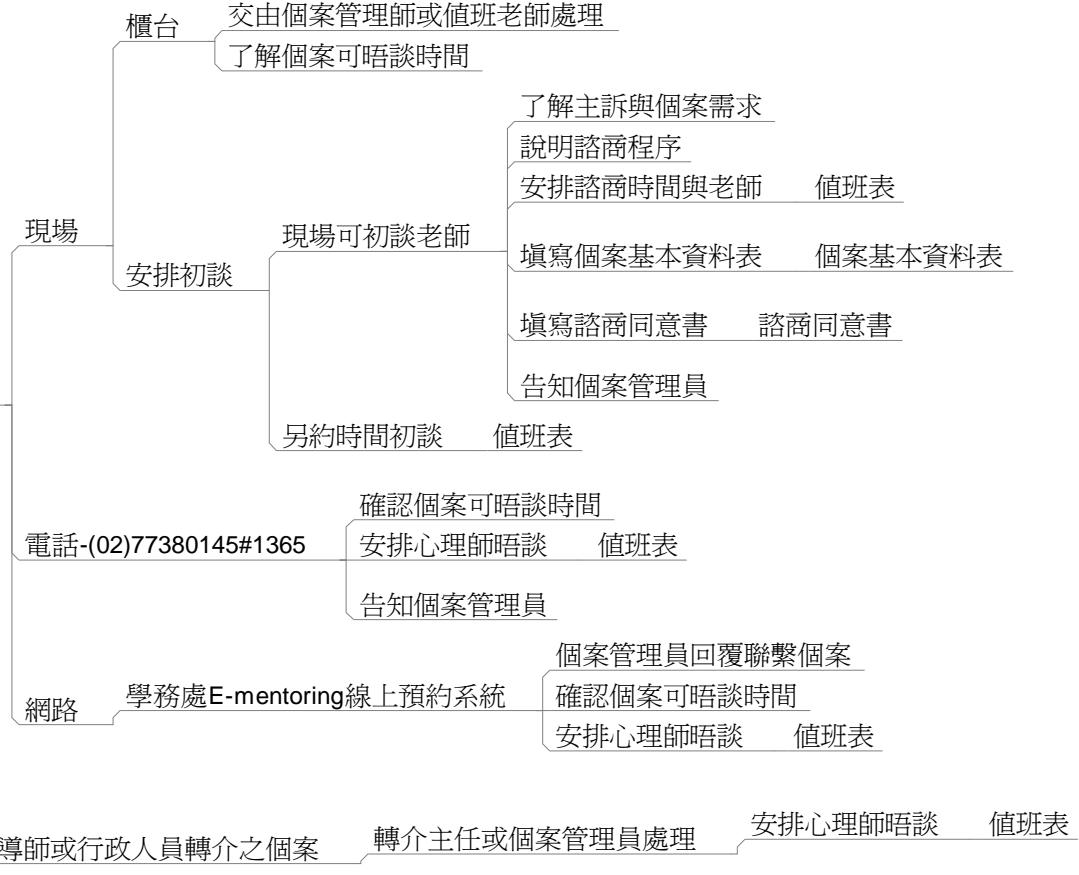 櫃台
交由個案管理師或值班老師處理
了解個案可晤談時間
現場
安排初談
現場可初談老師
了解主訴與個案需求
說明諮商程序
安排諮商時間與老師 值班表
填寫個案基本資料表 個案基本資料表
填寫諮商同意書 諮商同意書
告知個案管理員
另約時間初談 值班表
電話-(02)77380145#1365
確認個案可晤談時間
安排心理師晤談 值班表
告知個案管理員
網路
學務處E-mentoring線上預約系統
個案管理員回覆聯繫個案
確認個案可晤談時間
安排心理師晤談 值班表
導師或行政人員轉介之個案
轉介主任或個案管理員處理
安排心理師晤談 值班表